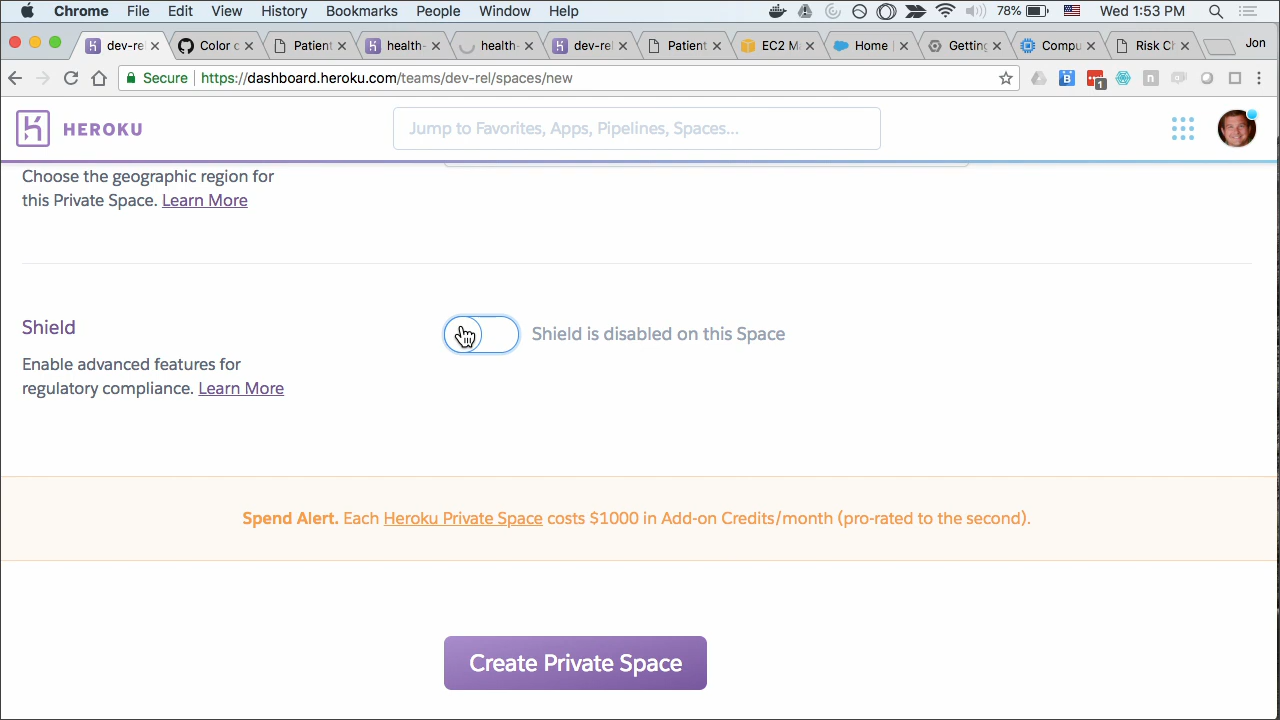 Chrome File Edit View History Bookmarks People Window Help 78% Wed 1:53 PM
dev-rel Color c Patient health- health- dev-rel Patient EC2 M Home Getting Compu Risk C Jon
Secure https://dashboard.heroku.com/teams/dev-rel/spaces/new
1
HEROKU
Jump to Favorites, Apps, Pipelines, Spaces...
Choose the geographic region for
this Private Space. Learn More
Shield
Shield is disabled on this Space
Enable advanced features for
regulatory compliance. Learn More
Spend Alert. Each Heroku Private Space costs $1000 in Add-on Credits/month (pro-rated to the second).
Create Private Space